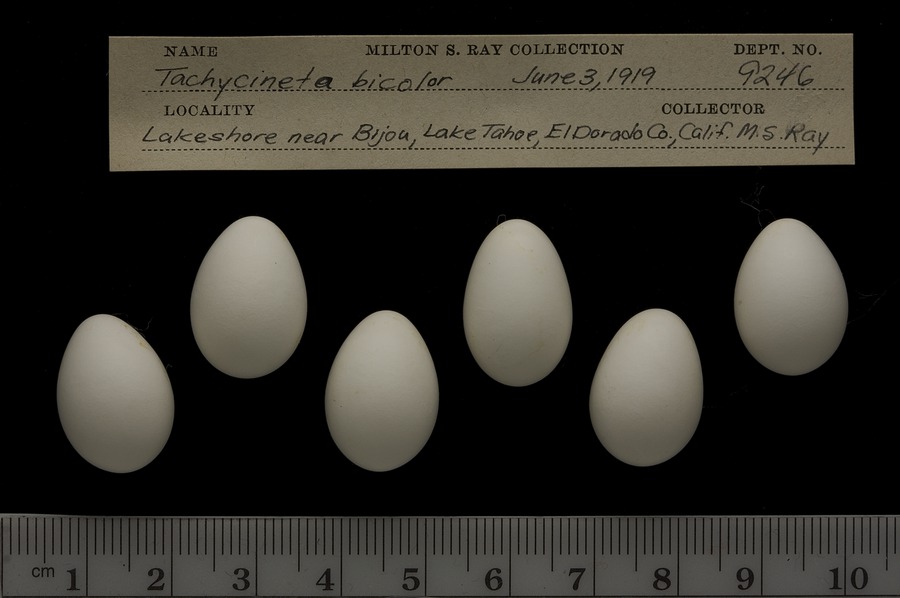 NAME MILTON S. RAY COLLECTION DEPT. NO.
Tachycineta bicolor June 3, 1919 9246
LOCALITY COLLECTOR
Lakeshore near Bijou, Lake Tahoe, El Dorado Co., Calif. M.S. Ray
cm 1 2 3 4 5 6 7 8 9 10